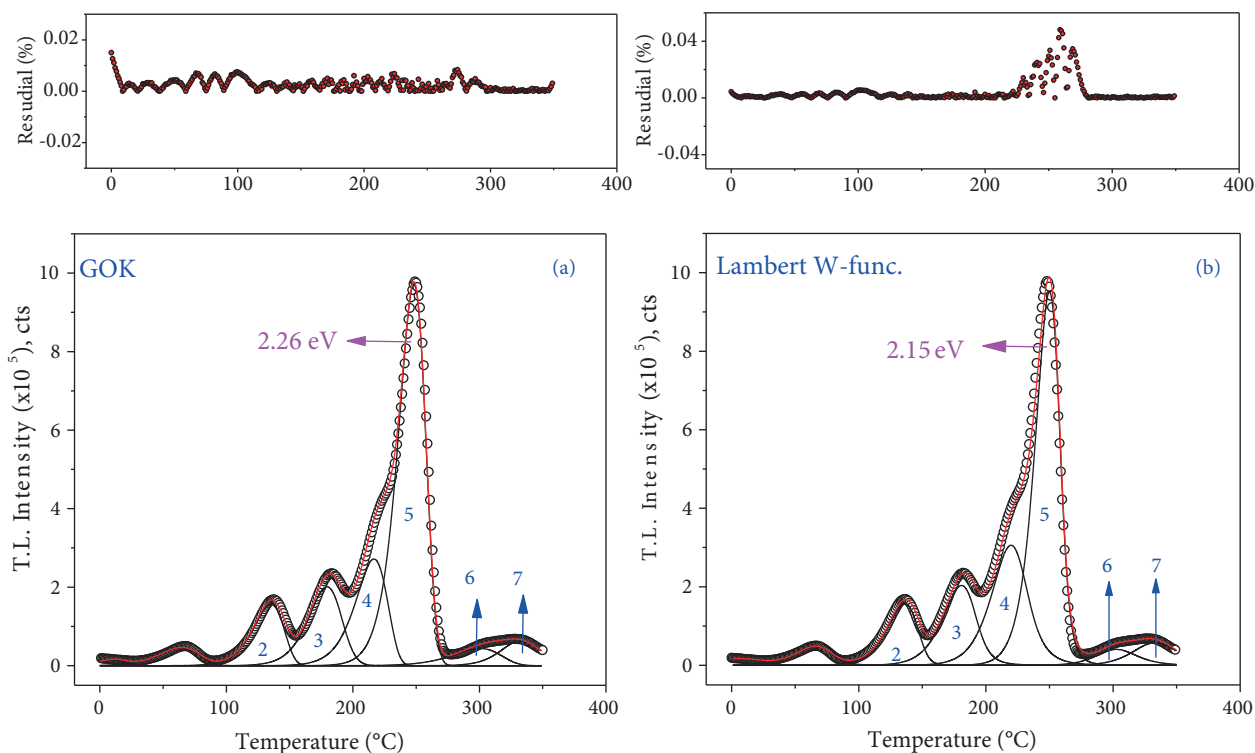 0.02
0.00
-0.02
Resudial (%)
0 100 200 300 400
0.04
0.00
-0.04
Resudial (%)
0 100 200 300 400
GOK
(a)
2.26 eV
10
8
6
4
2
0
T.L. Intensity (x10 5), cts
2
3
4
5
6
7
0 100 200 300 400
Temperature (°C)
Lambert W-func.
(b)
2.15 eV
10
8
6
4
2
0
T.L. Intensity (x10 5), cts
2
3
4
5
6
7
0 100 200 300 400
Temperature (°C)